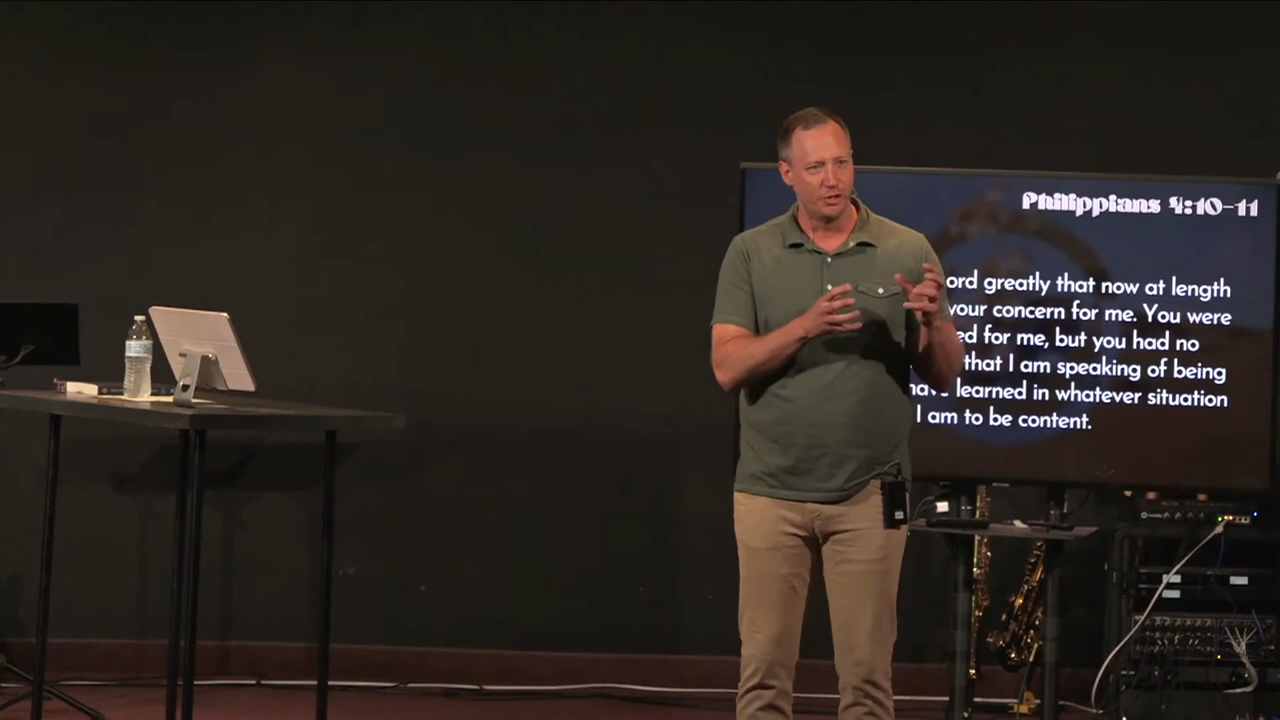 Philippians 4:10-11
ord greatly that now at length
your concern for me. You were
ed for me, but you had no
that I am speaking of being
have learned in whatever situation
I am to be content.